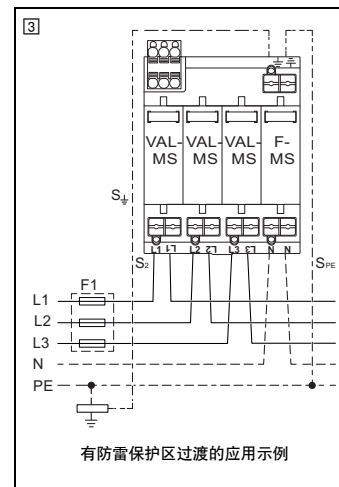 3
VAL-
MS
VAL-
MS
VAL-
MS
F-
MS
S⏚
S₂
L1 L1 L2 L2 L3 L3 N N
Sₚₑ
F1
L1
L2
L3
N
PE
有防雷保护区过渡的应用示例